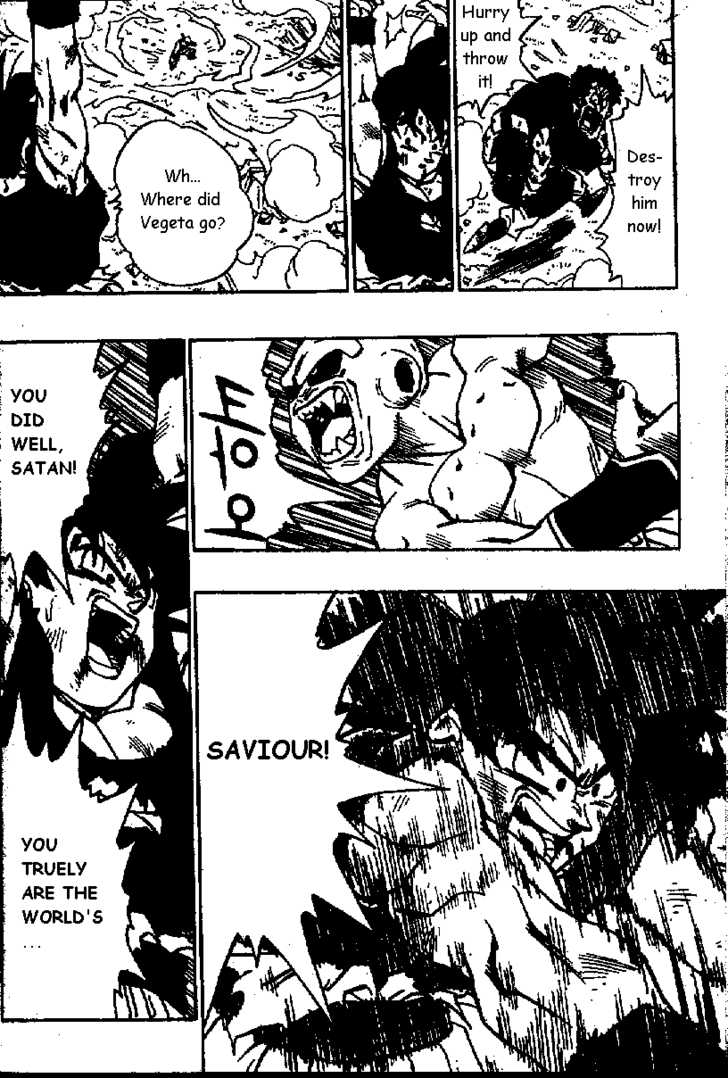 Wh...
Where did
Vegeta go?
Hurry
up and
throw
it!
Des-
troy
him
now!
YOU
DID
WELL,
SATAN!
YOU
TRUELY
ARE THE
WORLD'S
...
SAVIOUR!